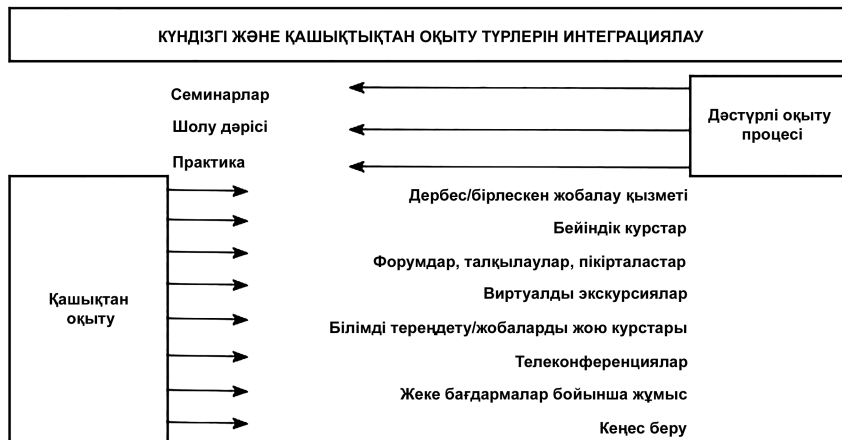 КҮНДІЗГІ ЖӘНЕ ҚАШЫҚТЫҚТАН ОҚЫТУ ТҮРЛЕРІН ИНТЕГРАЦИЯЛАУ
Семинарлар
Шолу дәрісі
Практика
Дәстүрлі оқыту
процесі
Қашықтан
оқыту
Дербес/бірлескен жобалау қызметі
Бейіндік курстар
Форумдар, талқылаулар, пікірталастар
Виртуалды экскурсиялар
Білімді тереңдету/жобаларды жою курстары
Телеконференциялар
Жеке бағдармалар бойынша жұмыс
Кеңес беру